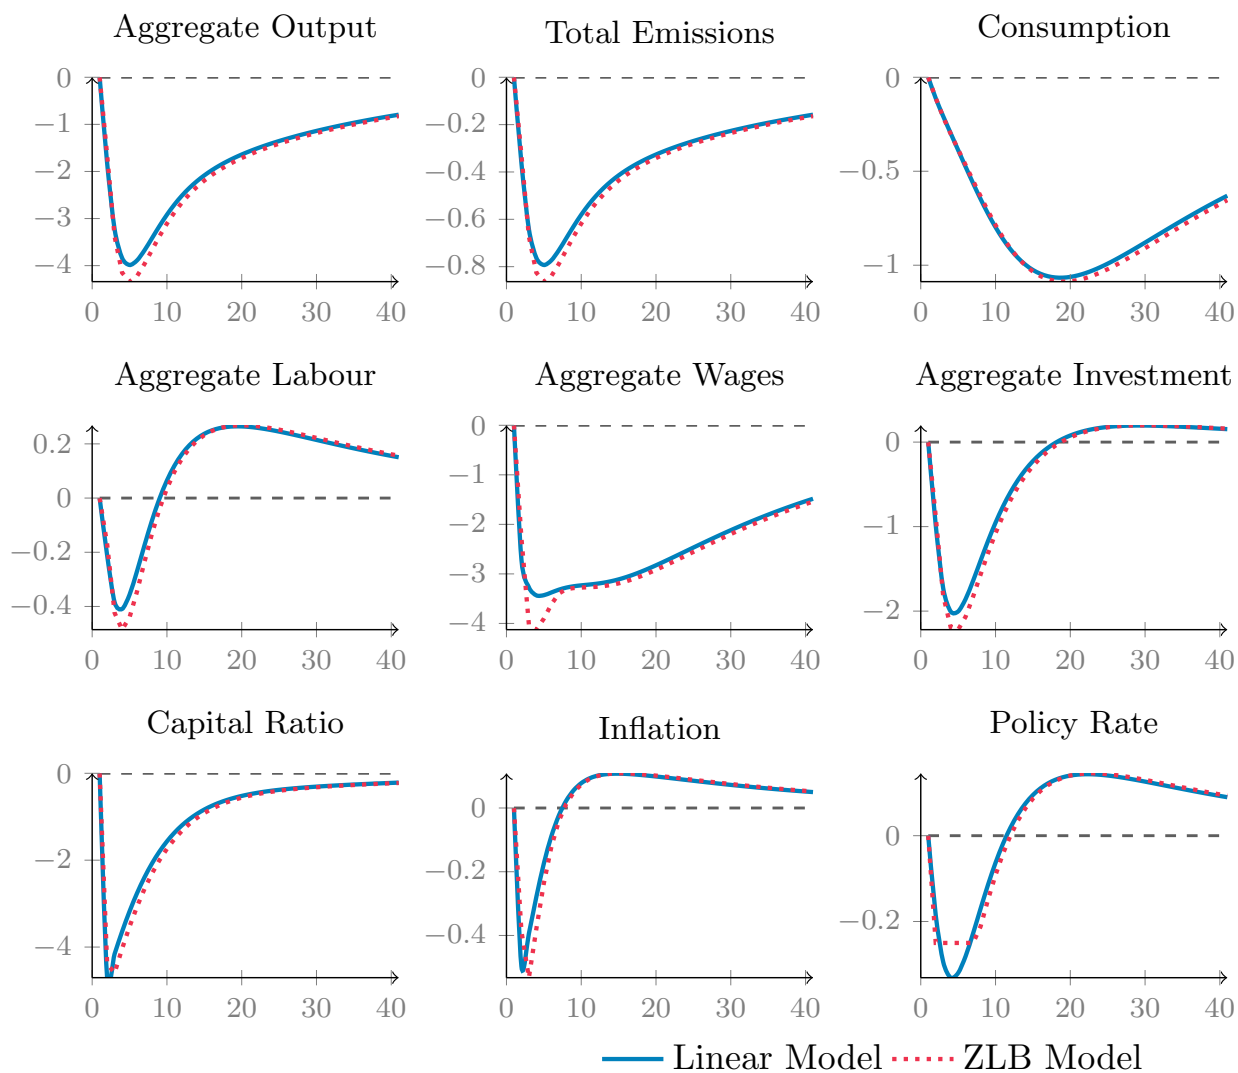 Aggregate Output
0
−1
−2
−3
−4
0 10 20 30 40
Total Emissions
0
−0.2
−0.4
−0.6
−0.8
0 10 20 30 40
Consumption
0
−0.5
−1
0 10 20 30 40
Aggregate Labour
0.2
0
−0.2
−0.4
0 10 20 30 40
Aggregate Wages
0
−1
−2
−3
−4
0 10 20 30 40
Aggregate Investment
0
−1
−2
0 10 20 30 40
Capital Ratio
0
−2
−4
0 10 20 30 40
Inflation
0
−0.2
−0.4
0 10 20 30 40
Policy Rate
0
−0.2
0 10 20 30 40
Linear Model ZLB Model